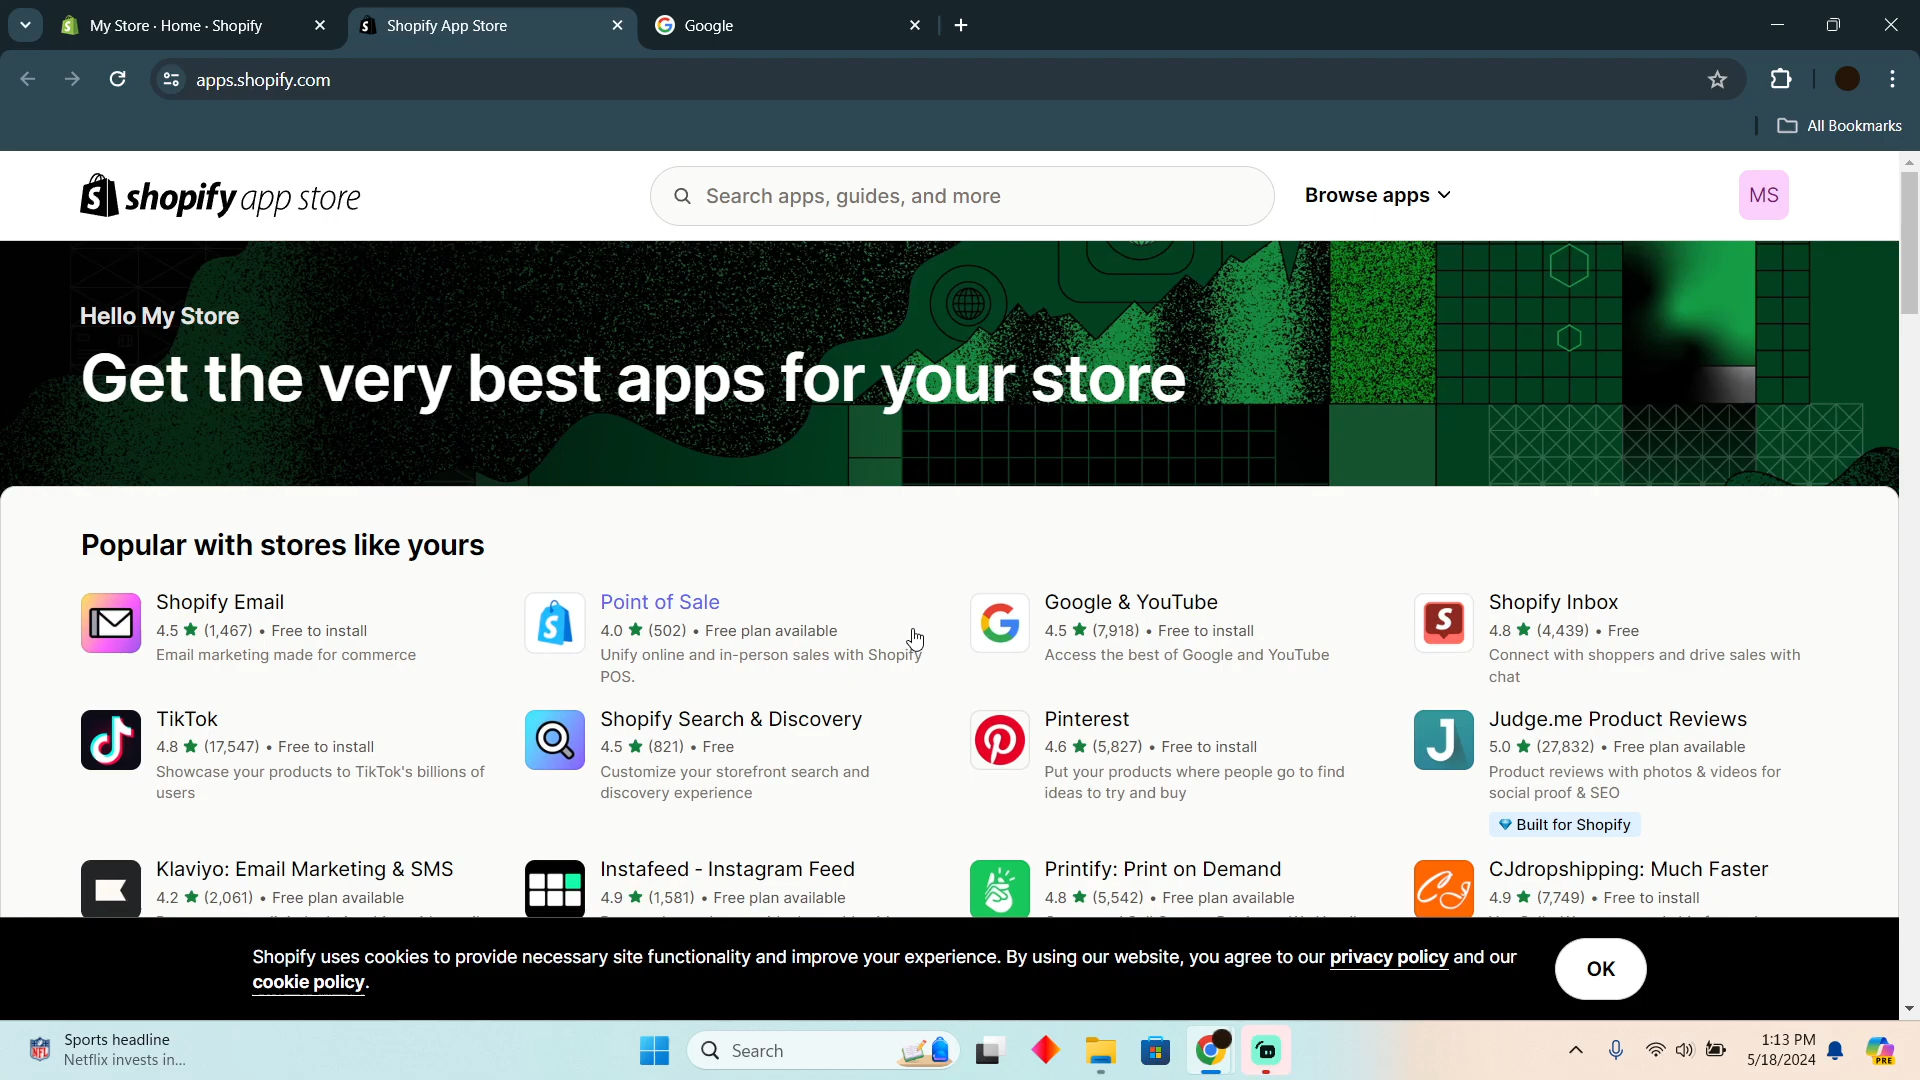 My Store · Home · Shopify
Shopify App Store
Google
apps.shopify.com
All Bookmarks
shopify app store
Search apps, guides, and more
Browse apps
MS
Hello My Store
Get the very best apps for your store
Popular with stores like yours
Shopify Email
4.5 ★ (1,467) • Free to install
Email marketing made for commerce
Point of Sale
4.0 ★ (502) • Free plan available
Unify online and in-person sales with Shopify
POS.
Google & YouTube
4.5 ★ (7,918) • Free to install
Access the best of Google and YouTube
Shopify Inbox
4.8 ★ (4,439) • Free
Connect with shoppers and drive sales with
chat
TikTok
4.8 ★ (17,547) • Free to install
Showcase your products to TikTok's billions of
users
Shopify Search & Discovery
4.5 ★ (821) • Free
Customize your storefront search and
discovery experience
Pinterest
4.6 ★ (5,827) • Free to install
Put your products where people go to find
ideas to try and buy
Judge.me Product Reviews
5.0 ★ (27,832) • Free plan available
Product reviews with photos & videos for
social proof & SEO
Built for Shopify
Klaviyo: Email Marketing & SMS
4.2 ★ (2,061) • Free plan available
Instafeed - Instagram Feed
4.9 ★ (1,581) • Free plan available
Printify: Print on Demand
4.8 ★ (5,542) • Free plan available
CJdropshipping: Much Faster
4.9 ★ (7,749) • Free to install
Shopify uses cookies to provide necessary site functionality and improve your experience. By using our website, you agree to our privacy policy and our
cookie policy.
OK
Sports headline
Netflix invests in...
Search
1:13 PM
5/18/2024
PRE